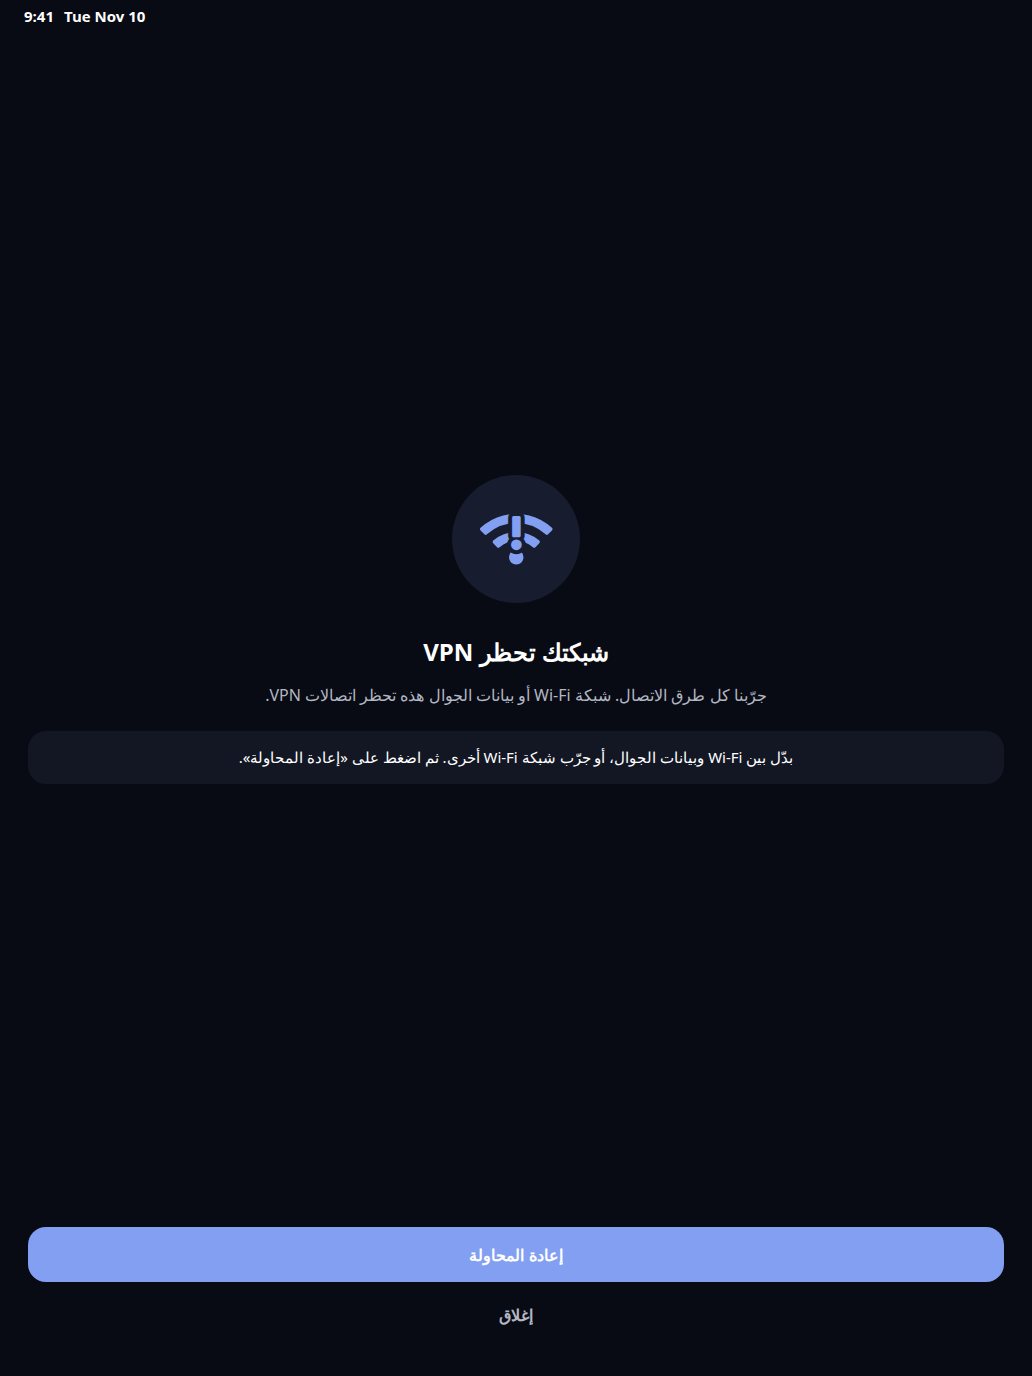 9:41 Tue Nov 10
شبكتك تحظر VPN
جرّبنا كل طرق الاتصال. شبكة Wi-Fi أو بيانات الجوال هذه تحظر اتصالات VPN.
بدّل بين Wi-Fi وبيانات الجوال، أو جرّب شبكة Wi-Fi أخرى. ثم اضغط على «إعادة المحاولة».
إعادة المحاولة
إغلاق